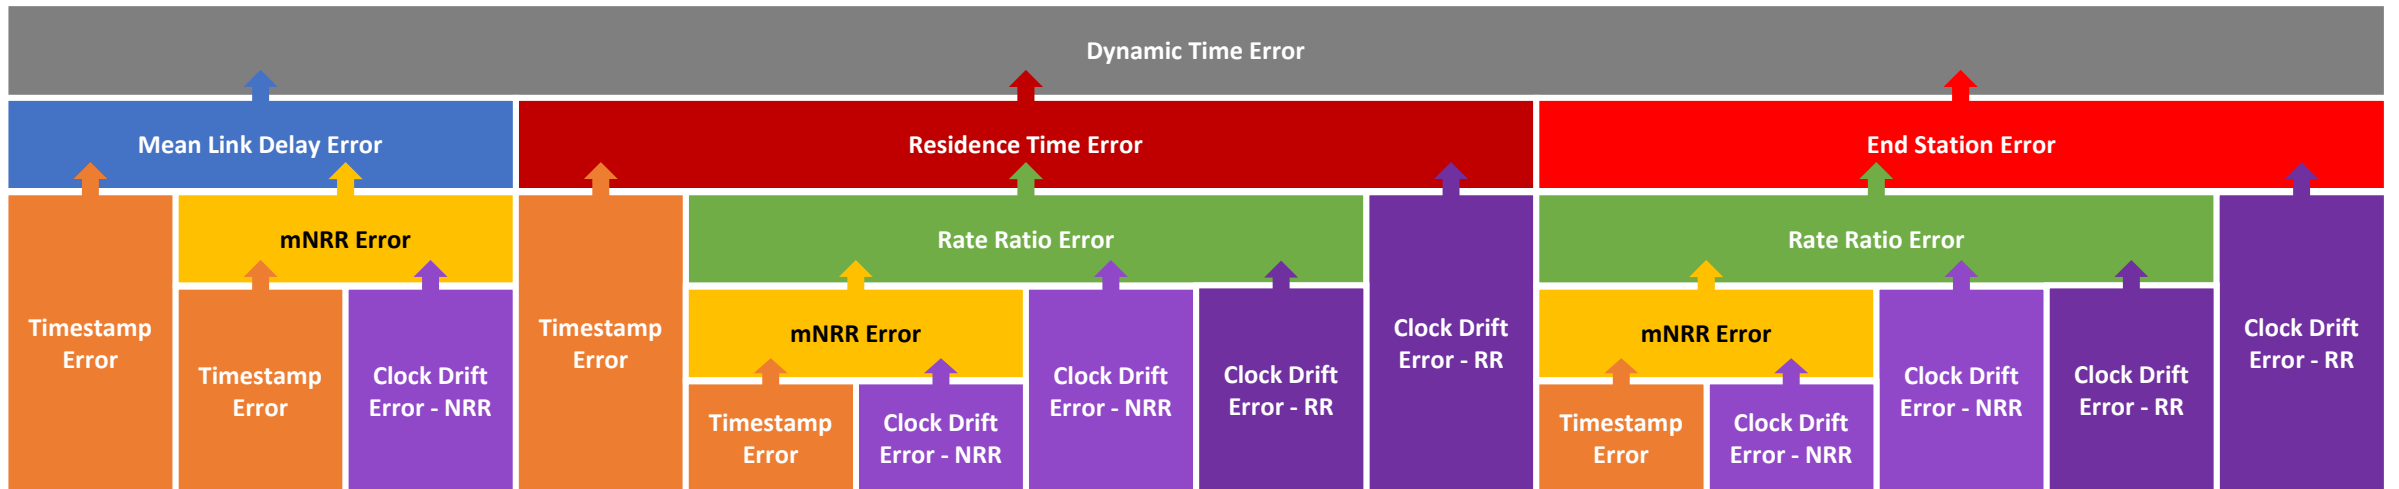 Dynamic Time Error
Mean Link Delay Error
Residence Time Error
End Station Error
mNRR Error
Rate Ratio Error
Rate Ratio Error
Timestamp
Error
Timestamp
Error
Clock Drift
Error - NRR
Timestamp
Error
mNRR Error
Timestamp
Error
Clock Drift
Error - NRR
Clock Drift
Error - NRR
Clock Drift
Error - RR
Clock Drift
Error - RR
mNRR Error
Timestamp
Error
Clock Drift
Error - NRR
Clock Drift
Error - NRR
Clock Drift
Error - RR
Clock Drift
Error - RR